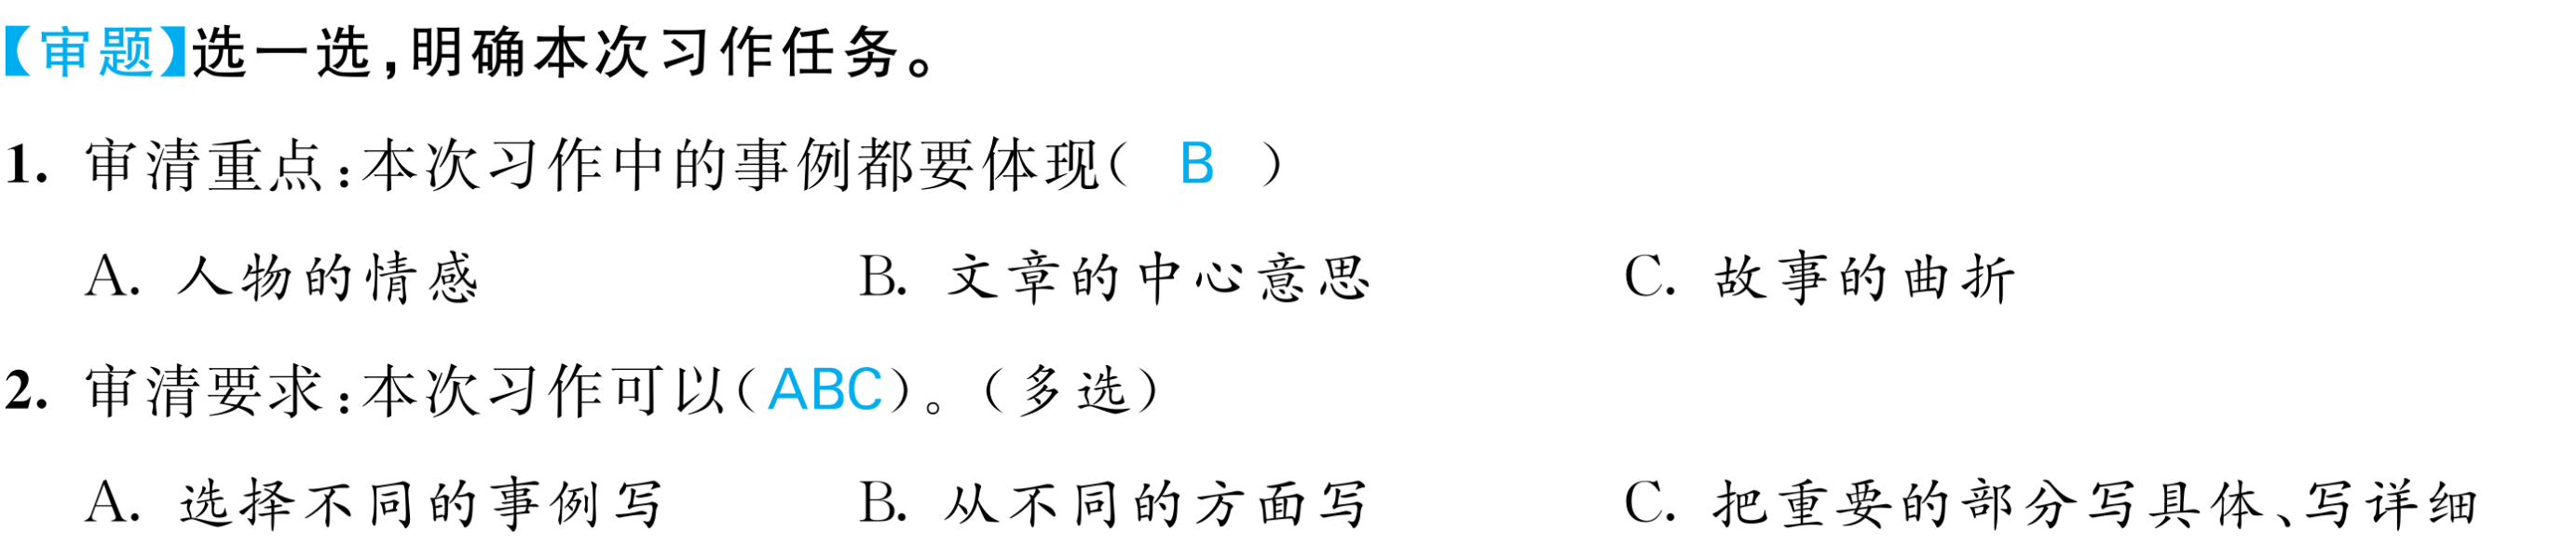 【审题】选一选,明确本次习作任务。
1. 审清重点:本次习作中的事例都要体现( B )
A. 人物的情感 B. 文章的中心意思 C. 故事的曲折
2. 审清要求:本次习作可以(ABC)。(多选)
A. 选择不同的事例写 B. 从不同的方面写 C. 把重要的部分写具体、写详细